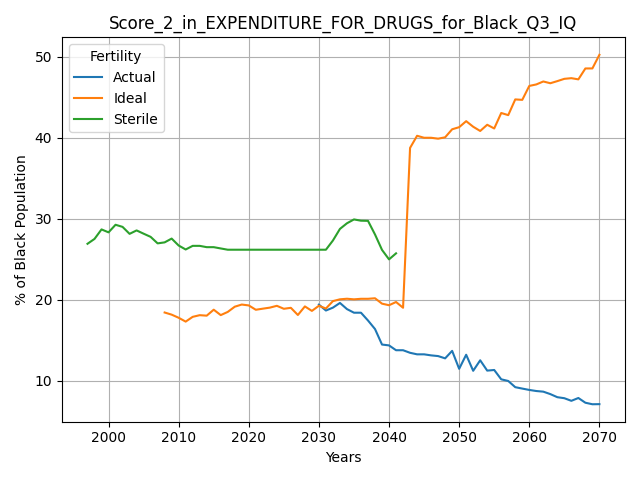 Score_2_in_EXPENDITURE_FOR_DRUGS_for_Black_Q3_IQ
Fertility
Actual
Ideal
Sterile
% of Black Population
50
40
30
20
10
2000 2010 2020 2030 2040 2050 2060 2070
Years